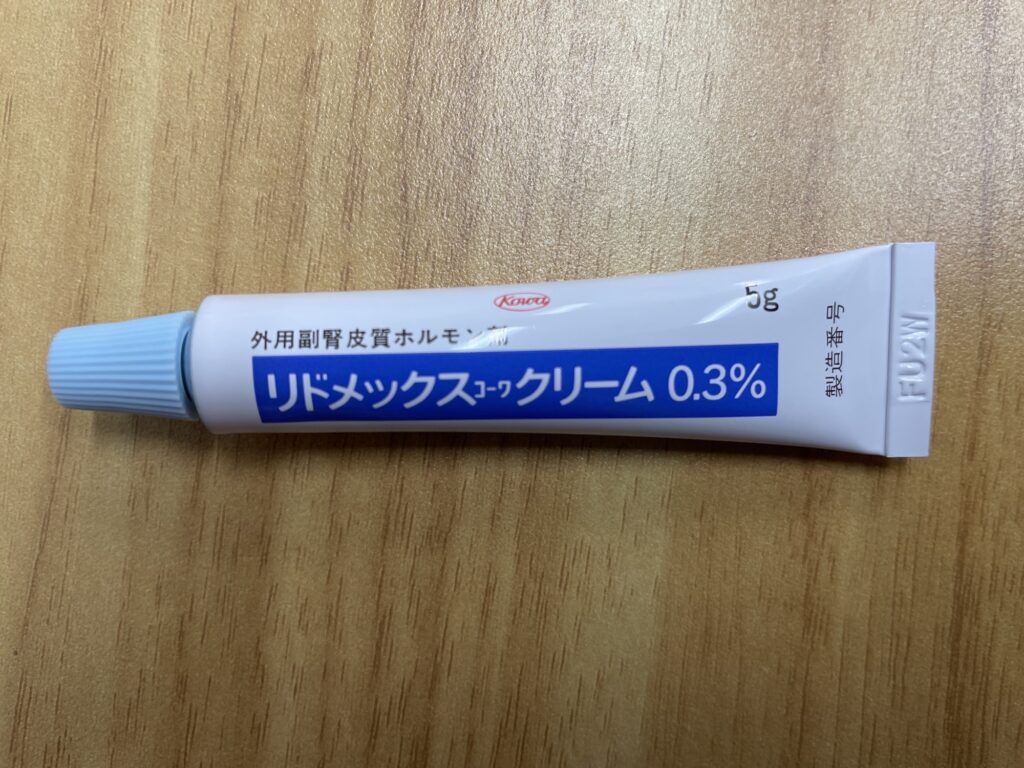 Kowa
5g
外用副腎皮質ホルモン剤
リドメックスコーワクリーム 0.3%
製造番号
FU2W